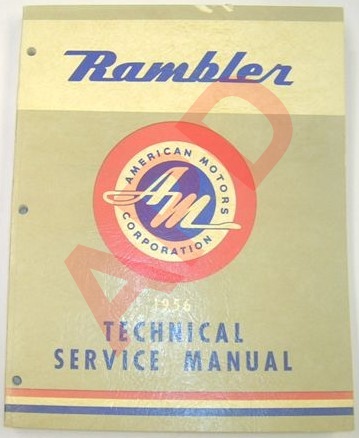 Rambler
AMERICAN MOTORS
AM
CORPORATION
1956
TECHNICAL
SERVICE MANUAL